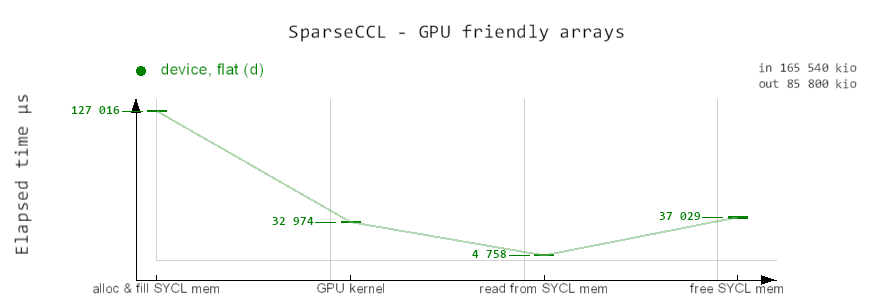 SparseCCL - GPU friendly arrays
device, flat (d)
in 165 540 kio
out 85 800 kio
Elapsed time µs
127 016
32 974
4 758
37 029
alloc & fill SYCL mem
GPU kernel
read from SYCL mem
free SYCL mem